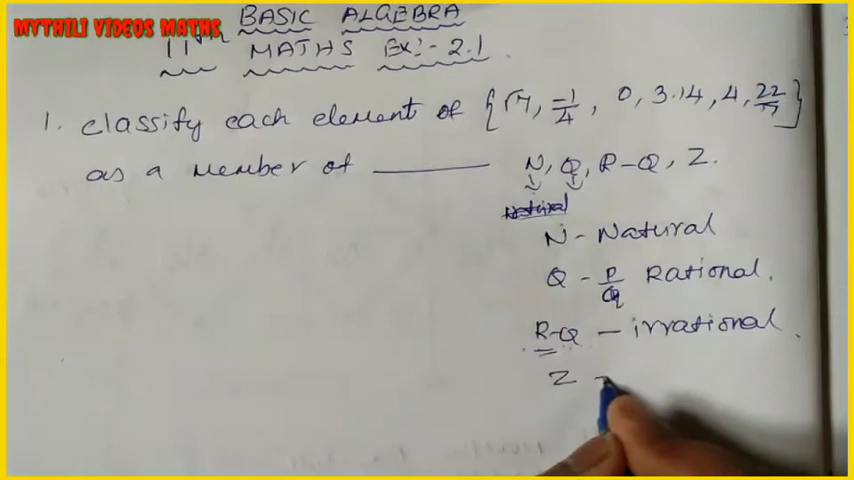 MYTHILI VIDEOS MATHS
BASIC ALGEBRA
11th MATHS Ex:- 2.1
1. classify each element of {√7, -1/4, 0, 3.14, 4, 22/7}
as a member of ______ N, Q, R-Q, Z.
Natural
N - Natural
Q - P/q Rational.
R-Q - irrational.
Z -